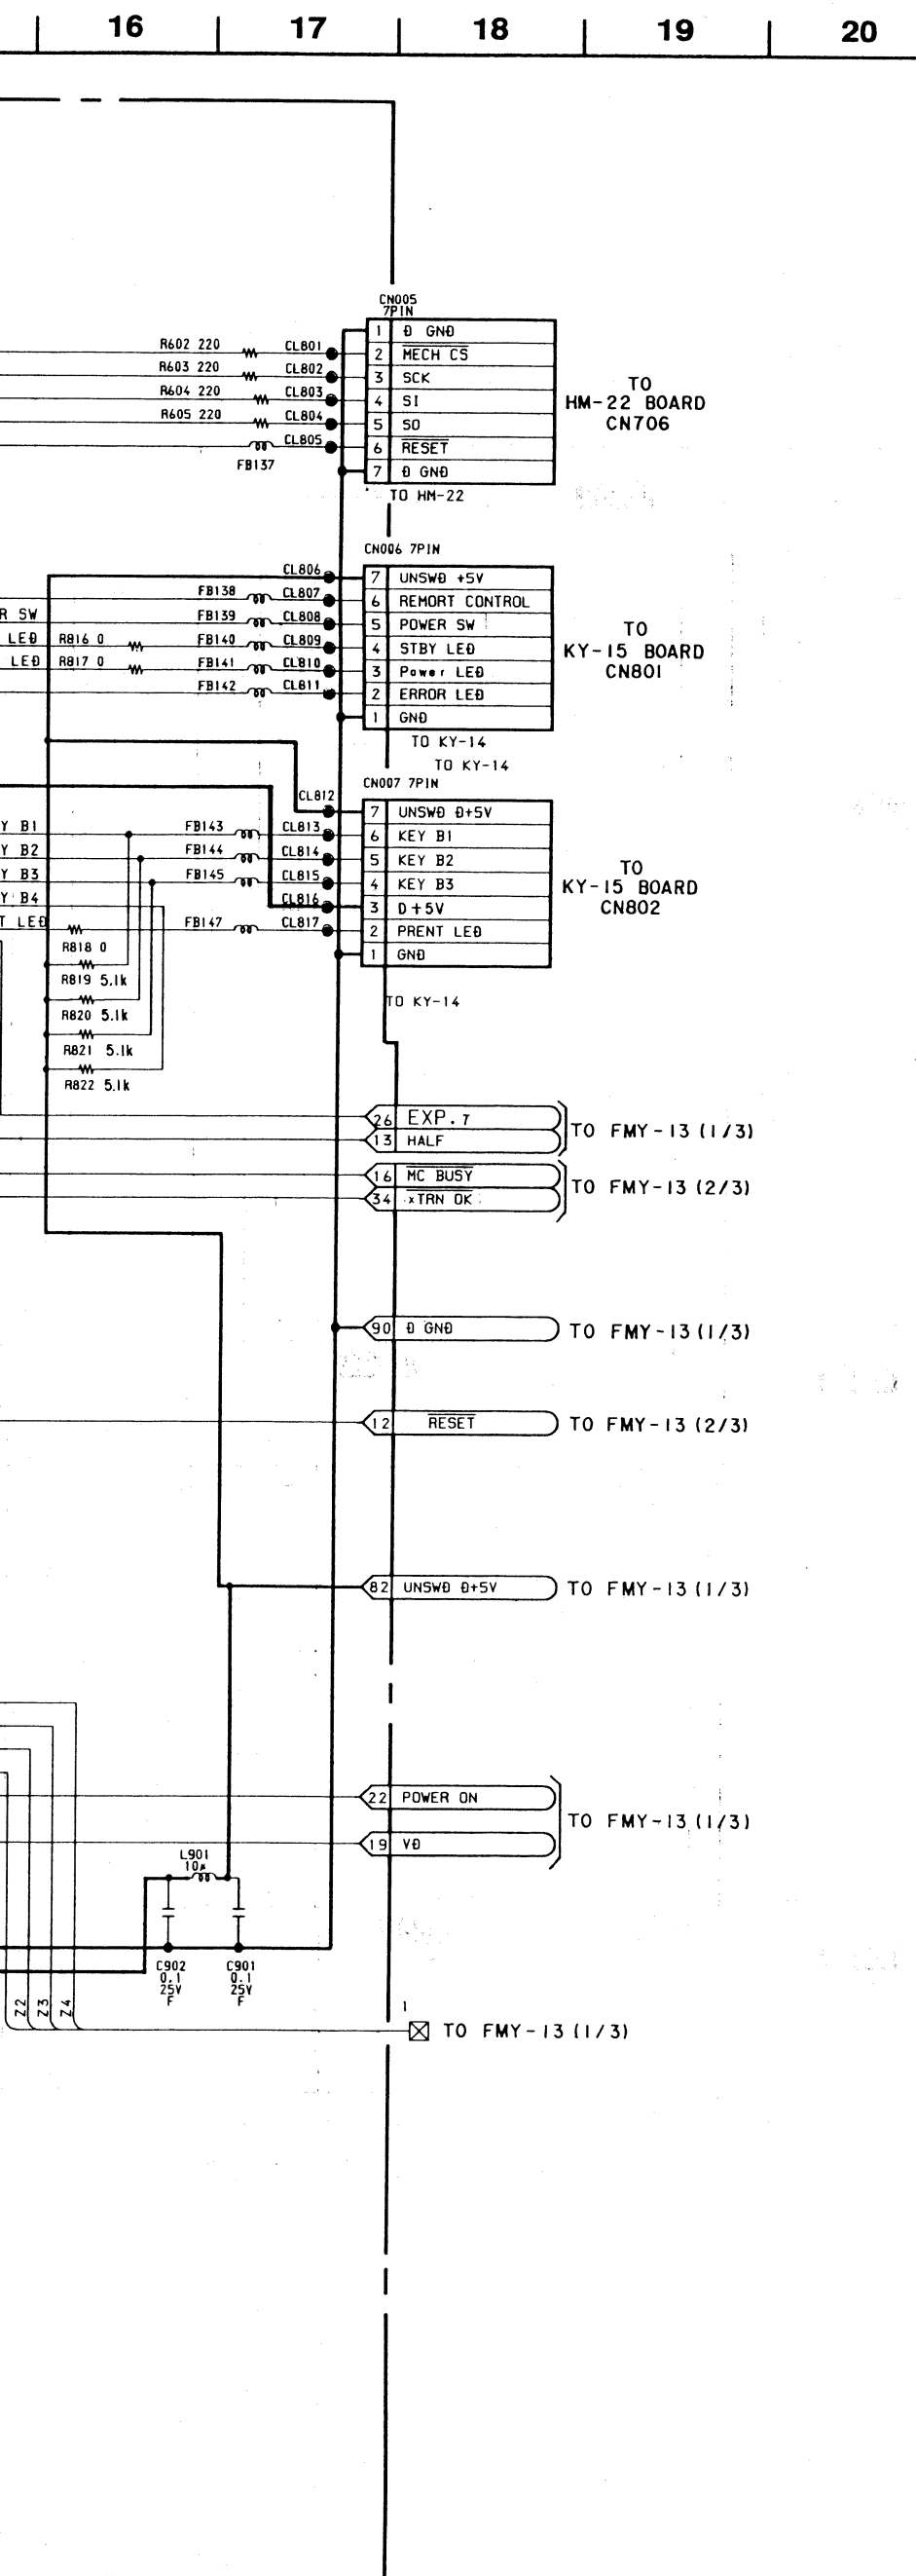 16 17 18 19 20
CN005
7PIN
1 D GND
R602 220 CL801 2 MECH CS
R603 220 CL802 3 SCK
R604 220 CL803 4 SI
R605 220 CL804 5 SO
CL805 6 RESET
FB137
7 D GND
TO HM-22
TO
HM-22 BOARD
CN706
CN006 7PIN
CL806 7 UNSWD +5V
FB138 CL807 6 REMORT CONTROL
R SW FB139 CL808 5 POWER SW
LED R816 0 FB140 CL809 4 STBY LED
LED R817 0 FB141 CL810 3 Power LED
FB142 CL811 2 ERROR LED
1 GND
TO KY-14
TO KY-14
TO
KY-15 BOARD
CN801
CN007 7PIN
CL812 7 UNSWD D+5V
Y B1 FB143 CL813 6 KEY B1
Y B2 FB144 CL814 5 KEY B2
Y B3 FB145 CL815 4 KEY B3
Y B4 CL816 3 D+5V
T LED FB147 CL817 2 PRENT LED
1 GND
TO KY-14
TO
KY-15 BOARD
CN802
R818 0
R819 5.1k
R820 5.1k
R821 5.1k
R822 5.1k
26 EXP.7
13 HALF
TO FMY-13 (1/3)
16 MC BUSY
34 xTRN OK
TO FMY-13 (2/3)
90 D GND TO FMY-13 (1/3)
12 RESET TO FMY-13 (2/3)
82 UNSWD D+5V TO FMY-13 (1/3)
22 POWER ON
19 VD
TO FMY-13 (1/3)
L901
10µ
C902
0.1
25V
F
C901
0.1
25V
F
Z2
Z3
Z4
1
TO FMY-13 (1/3)